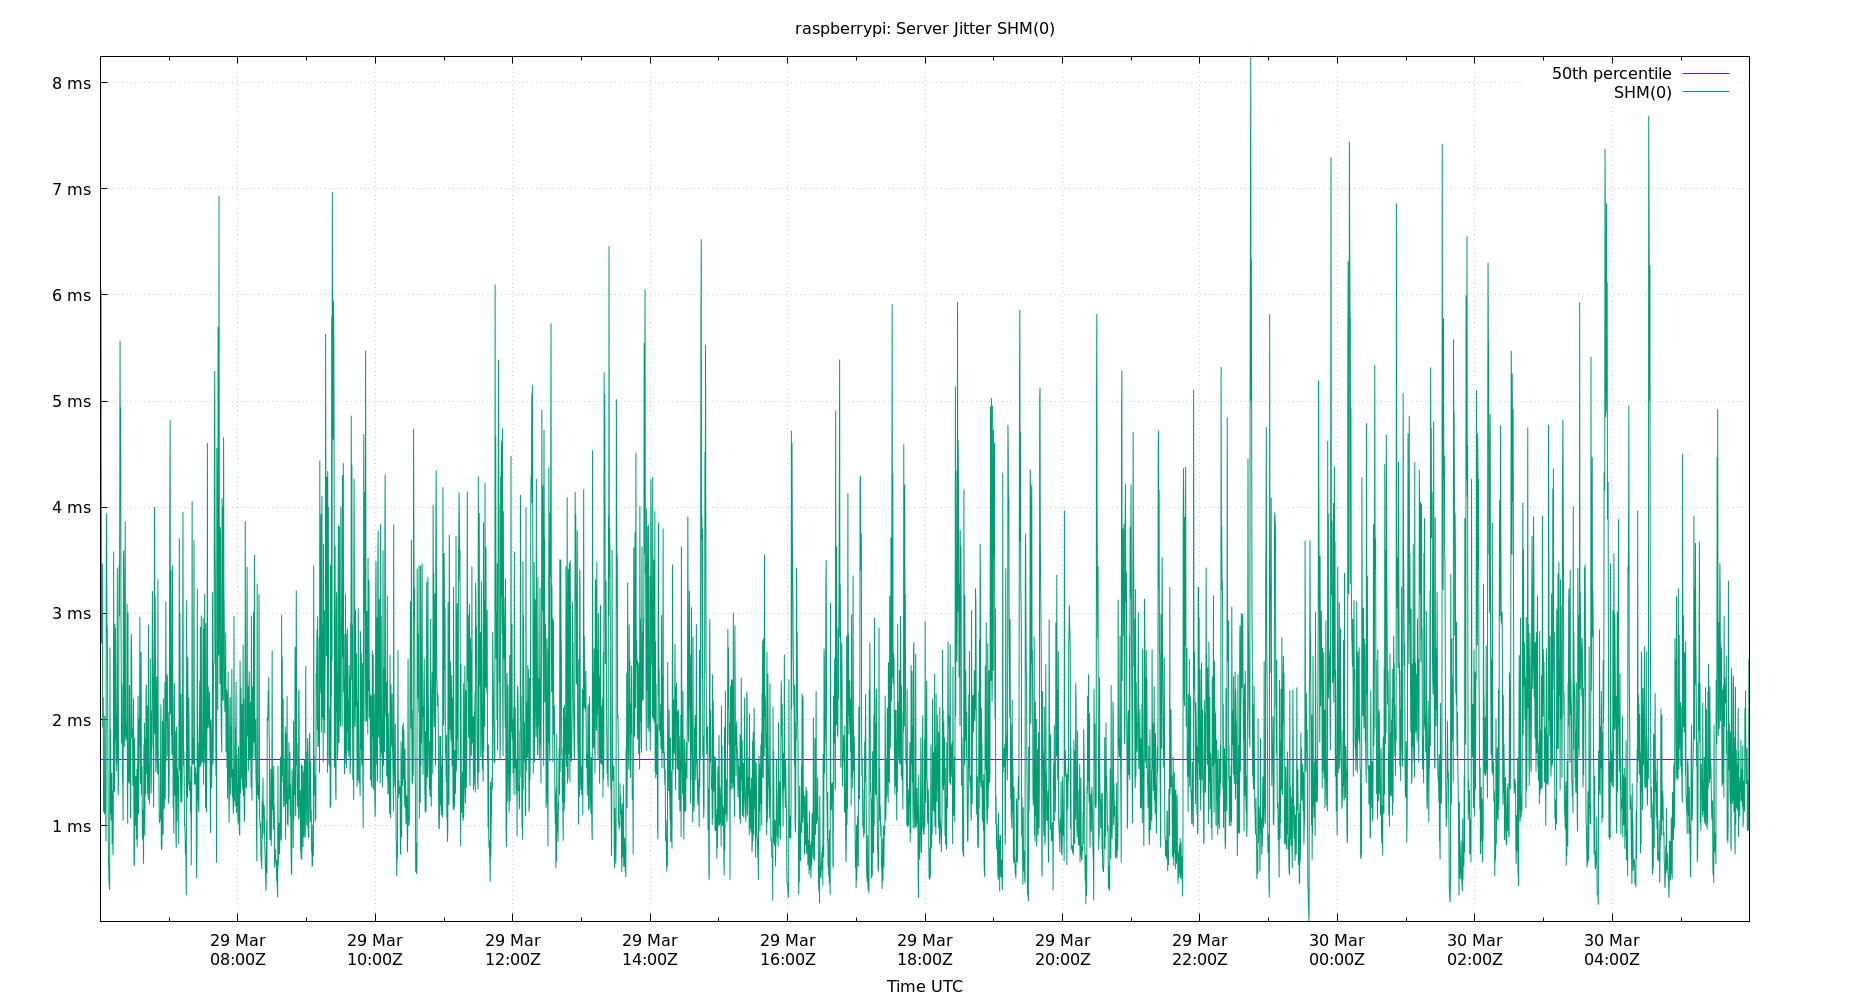 raspberrypi: Server Jitter SHM(0)
50th percentile
SHM(0)
8 ms
7 ms
6 ms
5 ms
4 ms
3 ms
2 ms
1 ms
29 Mar 29 Mar 29 Mar 29 Mar 29 Mar 29 Mar 29 Mar 29 Mar 30 Mar 30 Mar 30 Mar
08:00Z 10:00Z 12:00Z 14:00Z 16:00Z 18:00Z 20:00Z 22:00Z 00:00Z 02:00Z 04:00Z
Time UTC